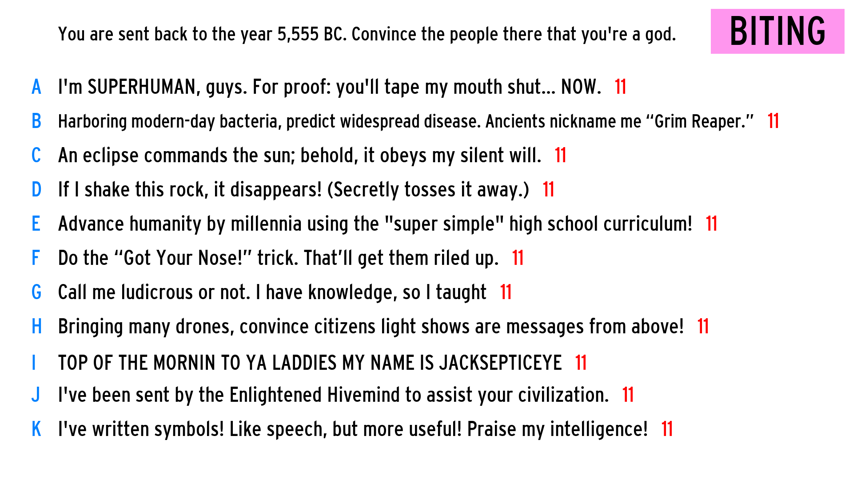 You are sent back to the year 5,555 BC. Convince the people there that you're a god.
BITING
A I'm SUPERHUMAN, guys. For proof: you'll tape my mouth shut... NOW. 11
B Harboring modern-day bacteria, predict widespread disease. Ancients nickname me “Grim Reaper.” 11
C An eclipse commands the sun; behold, it obeys my silent will. 11
D If I shake this rock, it disappears! (Secretly tosses it away.) 11
E Advance humanity by millennia using the "super simple" high school curriculum! 11
F Do the “Got Your Nose!” trick. That’ll get them riled up. 11
G Call me ludicrous or not. I have knowledge, so I taught 11
H Bringing many drones, convince citizens light shows are messages from above! 11
I TOP OF THE MORNIN TO YA LADDIES MY NAME IS JACKSEPTICEYE 11
J I've been sent by the Enlightened Hivemind to assist your civilization. 11
K I've written symbols! Like speech, but more useful! Praise my intelligence! 11